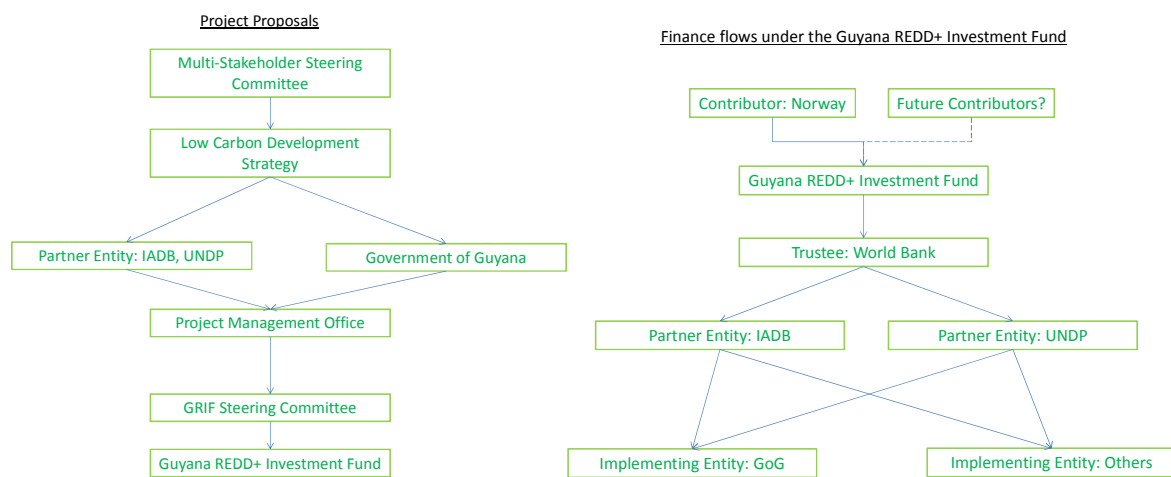 Project Proposals
Multi-Stakeholder Steering
Committee
Low Carbon Development
Strategy
Partner Entity: IADB, UNDP
Government of Guyana
Project Management Office
GRIF Steering Committee
Guyana REDD+ Investment Fund
Finance flows under the Guyana REDD+ Investment Fund
Contributor: Norway
Future Contributors?
Guyana REDD+ Investment Fund
Trustee: World Bank
Partner Entity: IADB
Partner Entity: UNDP
Implementing Entity: GoG
Implementing Entity: Others